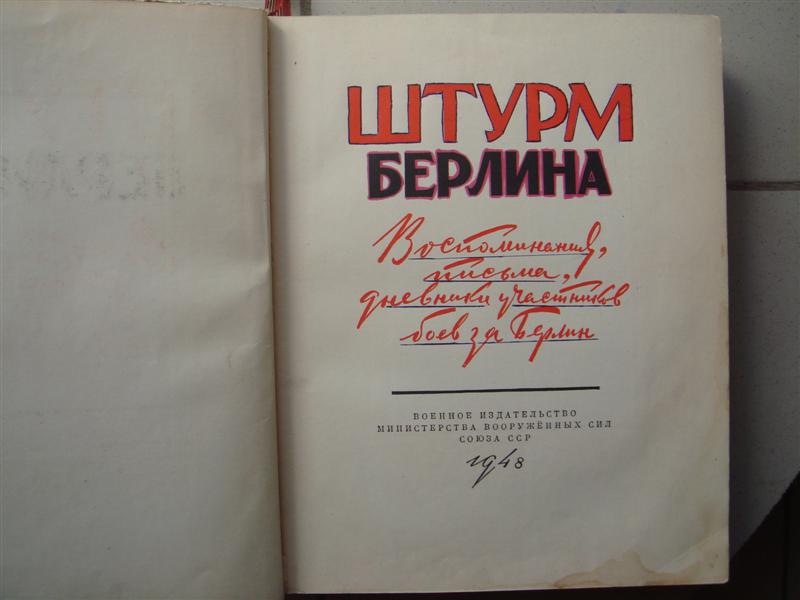 ШТУРМ
БЕРЛИНА
Воспоминания,
письма,
дневники участников
боев за Берлин
ВОЕННОЕ ИЗДАТЕЛЬСТВО
МИНИСТЕРСТВА ВООРУЖЁННЫХ СИЛ
СОЮЗА ССР
1948